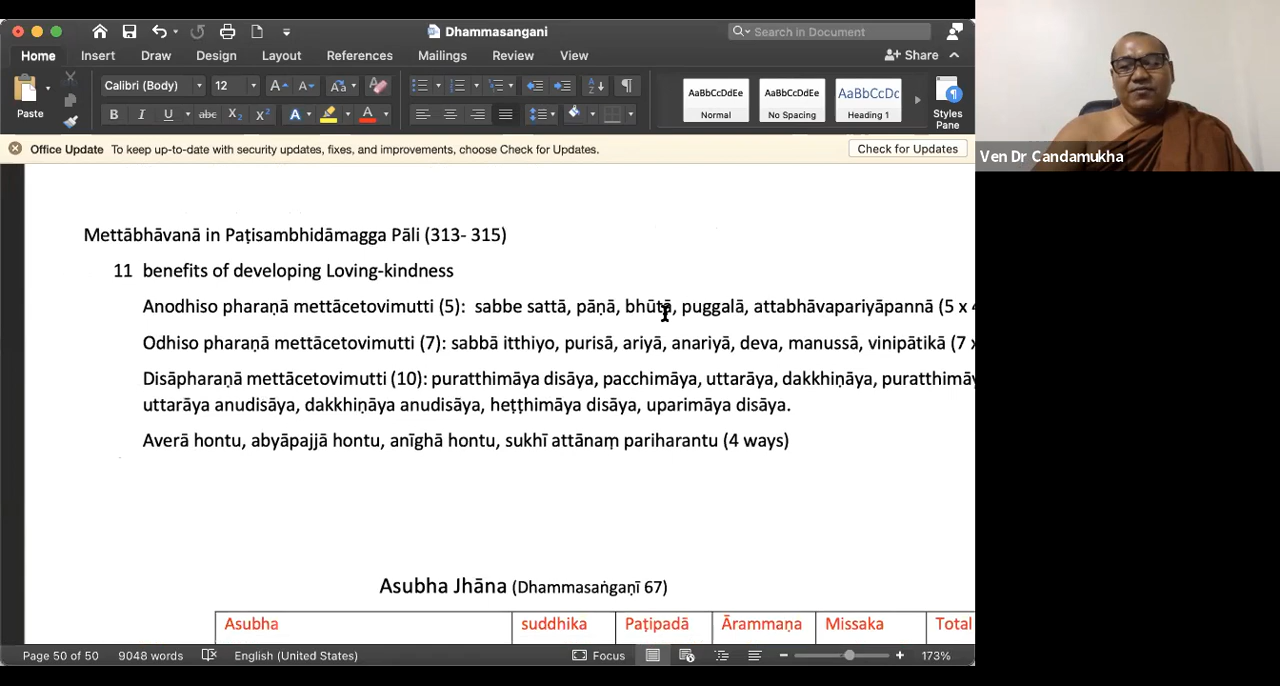 Dhammasangani
Search in Document
Home Insert Draw Design Layout References Mailings Review View Share
Paste
Calibri (Body) 12
AaBbCcDdEe AaBbCcDdEe AaBbCcDc
Normal No Spacing Heading 1
Styles Pane
Office Update To keep up-to-date with security updates, fixes, and improvements, choose Check for Updates. Check for Updates
Ven Dr Candamukha
Mettābhāvanā in Paṭisambhidāmagga Pāli (313- 315)
11 benefits of developing Loving-kindness
Anodhiso pharaṇā mettācetovimutti (5): sabbe sattā, pāṇā, bhūtā, puggalā, attabhāvapariyāpannā (5 x 4
Odhiso pharaṇā mettācetovimutti (7): sabbā itthiyo, purisā, ariyā, anariyā, deva, manussā, vinipātikā (7 x
Disāpharaṇā mettācetovimutti (10): puratthimāya disāya, pacchimāya, uttarāya, dakkhiṇāya, puratthimāy
uttarāya anudisāya, dakkhiṇāya anudisāya, heṭṭhimāya disāya, uparimāya disāya.
Averā hontu, abyāpajjā hontu, anīghā hontu, sukhī attānaṃ pariharantu (4 ways)
Asubha Jhāna (Dhammasaṅgaṇī 67)
Asubha suddhika Paṭipadā Ārammaṇa Missaka Total
Page 50 of 50 9048 words English (United States) Focus 173%